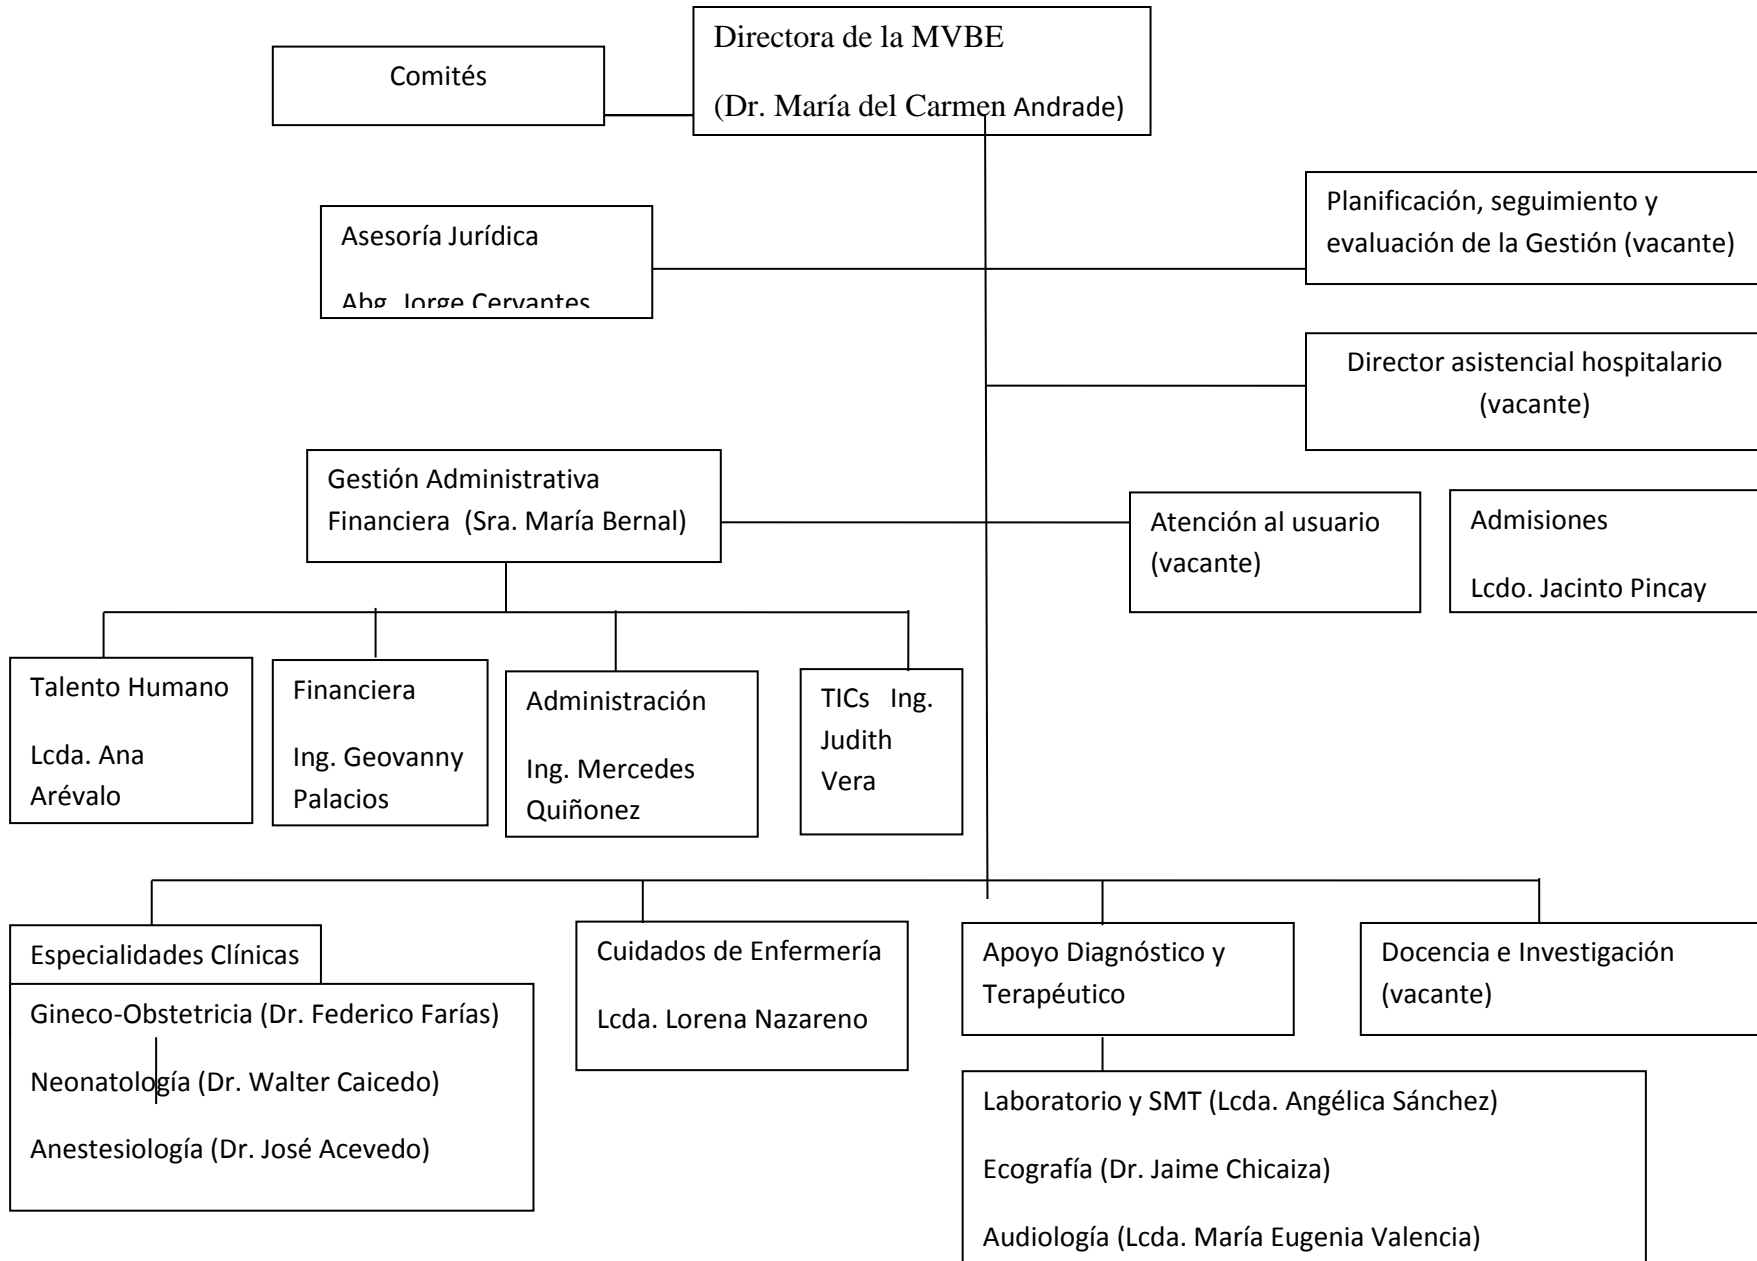 Directora de la MVBE
(Dr. María del Carmen Andrade)
Comités
Planificación, seguimiento y
evaluación de la Gestión (vacante)
Asesoría Jurídica
Abg. Jorge Cervantes
Director asistencial hospitalario
(vacante)
Gestión Administrativa
Financiera (Sra. María Bernal)
Atención al usuario
(vacante)
Admisiones
Lcdo. Jacinto Pincay
Talento Humano
Lcda. Ana
Arévalo
Financiera
Ing. Geovanny
Palacios
Administración
Ing. Mercedes
Quiñonez
TICs Ing.
Judith
Vera
Especialidades Clínicas
Gineco-Obstetricia (Dr. Federico Farías)
Neonatología (Dr. Walter Caicedo)
Anestesiología (Dr. José Acevedo)
Cuidados de Enfermería
Lcda. Lorena Nazareno
Apoyo Diagnóstico y
Terapéutico
Laboratorio y SMT (Lcda. Angélica Sánchez)
Ecografía (Dr. Jaime Chicaiza)
Audiología (Lcda. María Eugenia Valencia)
Docencia e Investigación
(vacante)